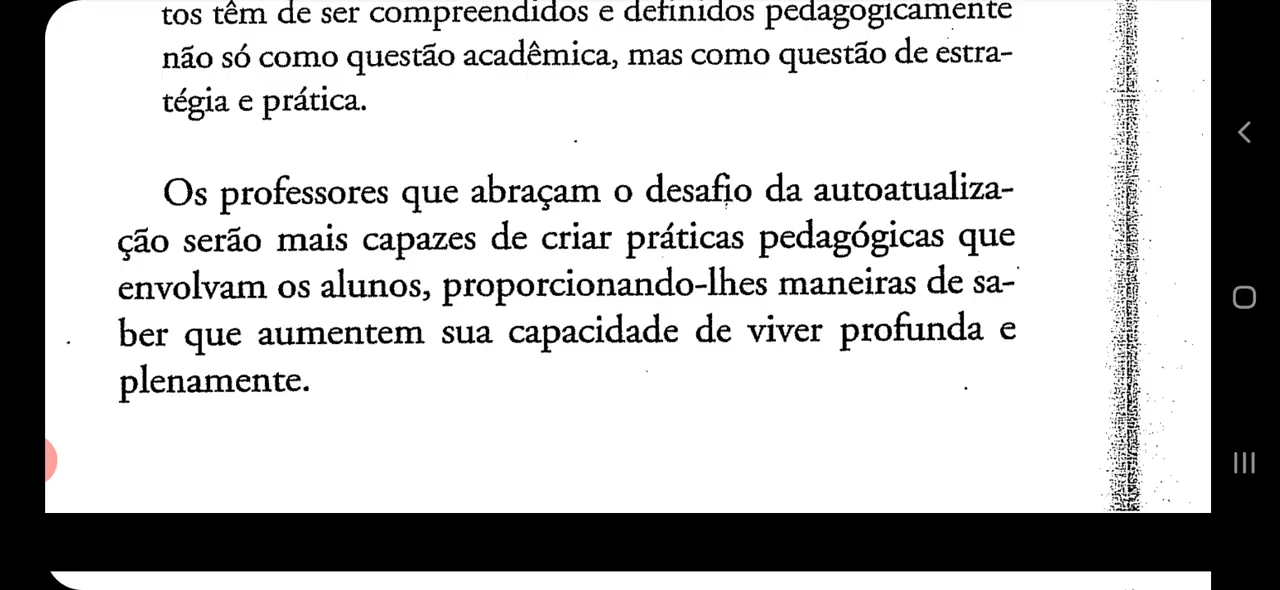 tos têm de ser compreendidos e definidos pedagogicamente
não só como questão acadêmica, mas como questão de estra-
tégia e prática.
Os professores que abraçam o desafio da autoatualiza-
ção serão mais capazes de criar práticas pedagógicas que
envolvam os alunos, proporcionando-lhes maneiras de sa-
ber que aumentem sua capacidade de viver profunda e
plenamente.